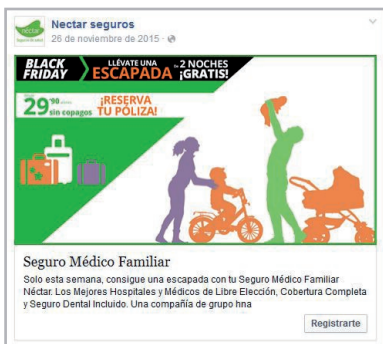 Nectar seguros
26 de noviembre de 2015
nectar
BLACK FRIDAY
LLÉVATE UNA ESCAPADA DE 2 NOCHES ¡GRATIS!
29'90
sin copagos
¡RESERVA TU PÓLIZA!
Seguro Médico Familiar
Solo esta semana, consigue una escapada con tu Seguro Médico Familiar
Néctar. Los Mejores Hospitales y Médicos de Libre Elección, Cobertura Completa
y Seguro Dental Incluido. Una compañía de grupo hna
Registrarte